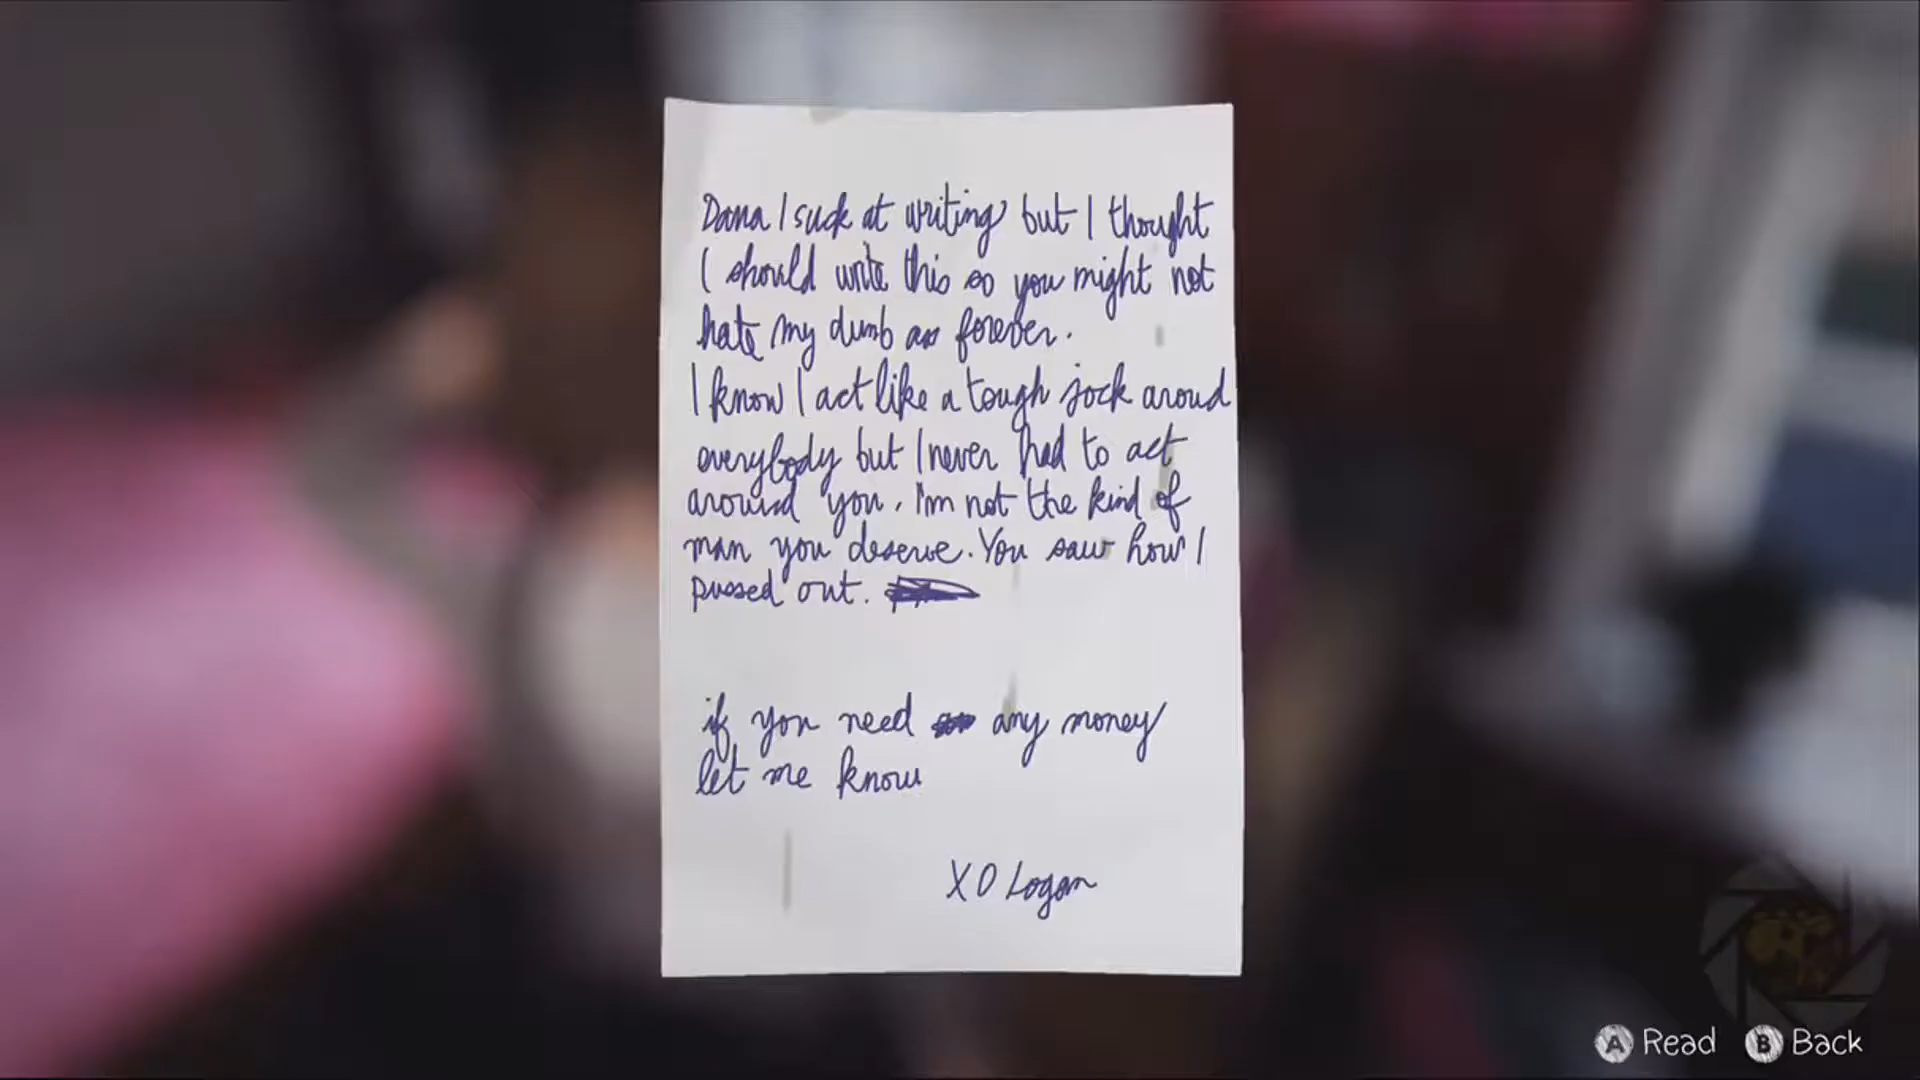 Dana I suck at writing but I thought
I should write this so you might not
hate my dumb ass forever.
I know I act like a tough jock aroud
everybody but I never had to act
around you. I'm not the kind of
man you deserve. You saw how I
pussed out.
if you need any money
let me know
XO Logan
A Read B Back